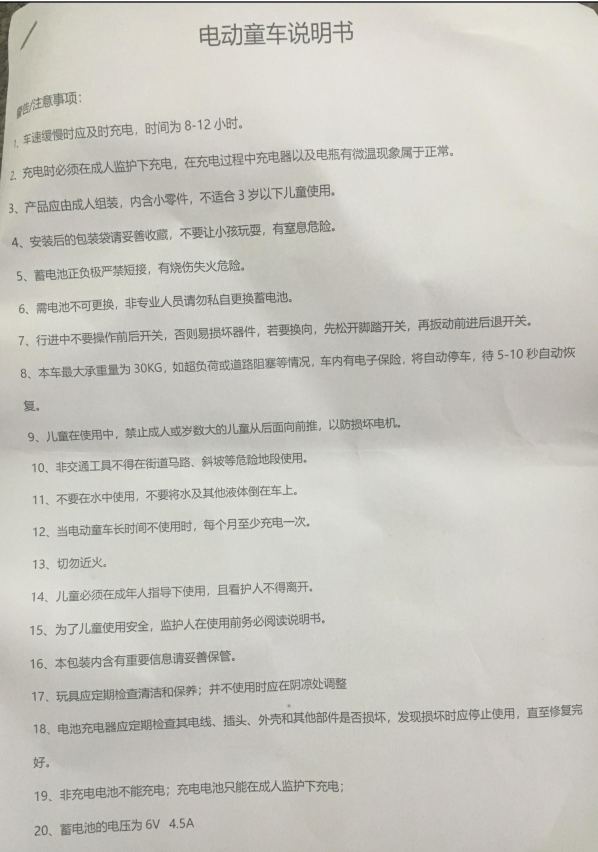 电动童车说明书
警告/注意事项：
1、车速缓慢时应及时充电，时间为 8-12 小时。
2、充电时必须在成人监护下充电，在充电过程中充电器以及电瓶有微温现象属于正常。
3、产品应由成人组装，内含小零件，不适合 3 岁以下儿童使用。
4、安装后的包装袋请妥善收藏，不要让小孩玩耍，有窒息危险。
5、蓄电池正负极严禁短接，有烧伤失火危险。
6、需电池不可更换，非专业人员请勿私自更换蓄电池。
7、行进中不要操作前后开关，否则易损坏器件，若要换向，先松开脚踏开关，再扳动前进后退开关。
8、本车最大承重量为 30KG，如超负荷或道路阻塞等情况，车内有电子保险，将自动停车，待 5-10 秒自动恢
复。
9、儿童在使用中，禁止成人或岁数大的儿童从后面向前推，以防损坏电机。
10、非交通工具不得在街道马路、斜坡等危险地段使用。
11、不要在水中使用，不要将水及其他液体倒在车上。
12、当电动童车长时间不使用时，每个月至少充电一次。
13、切勿近火。
14、儿童必须在成年人指导下使用，且看护人不得离开。
15、为了儿童使用安全，监护人在使用前务必阅读说明书。
16、本包装内含有重要信息请妥善保管。
17、玩具应定期检查清洁和保养；并不使用时应在阴凉处调整
18、电池充电器应定期检查其电线、插头、外壳和其他部件是否损坏，发现损坏时应停止使用，直至修复完
好。
19、非充电电池不能充电；充电电池只能在成人监护下充电；
20、蓄电池的电压为 6V 4.5A